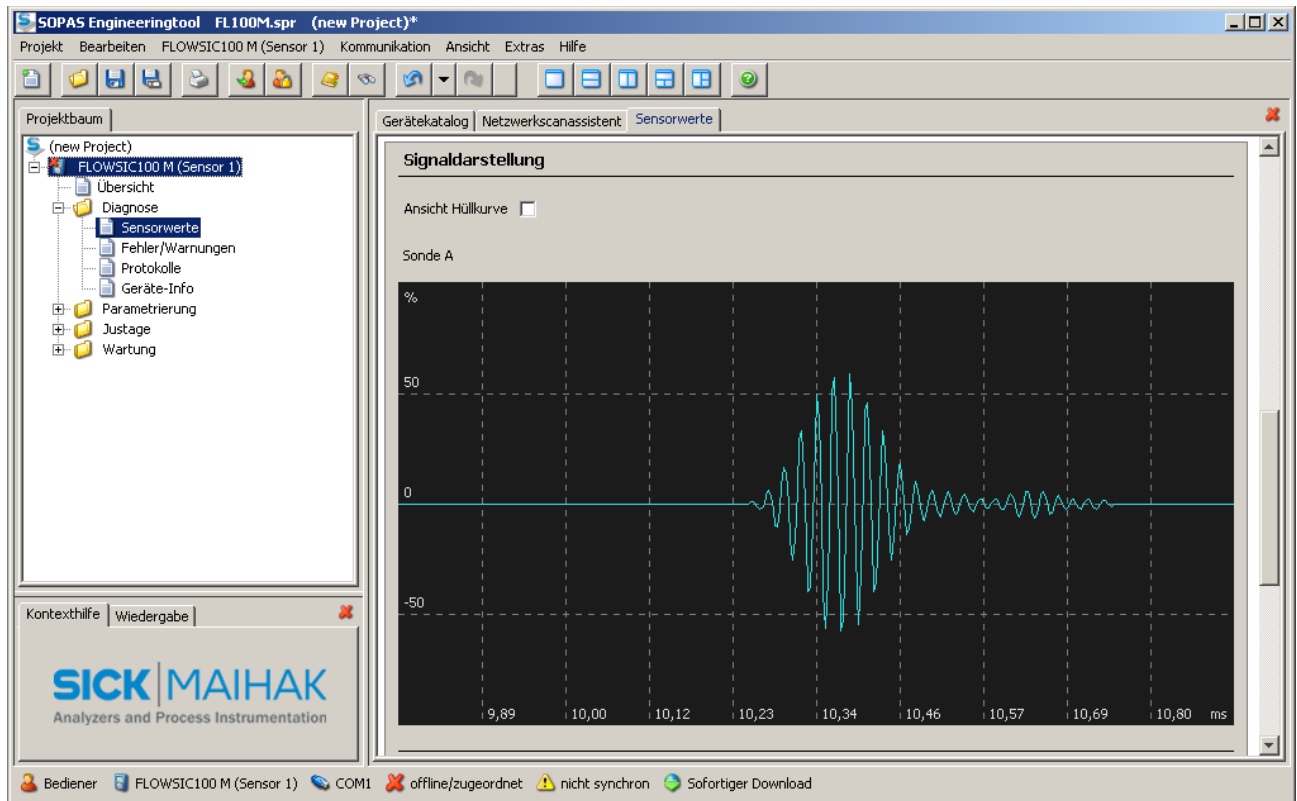 SOPAS Engineeringtool FL100M.spr (new Project)*
Projekt Bearbeiten FLOWSIC100 M (Sensor 1) Kommunikation Ansicht Extras Hilfe
Projektbaum
(new Project)
FLOWSIC100 M (Sensor 1)
Übersicht
Diagnose
Sensorwerte
Fehler/Warnungen
Protokolle
Geräte-Info
Parametrierung
Justage
Wartung
Kontexthilfe Wiedergabe
SICK MAIHAK
Analyzers and Process Instrumentation
Gerätekatalog Netzwerkscanassistent Sensorwerte
Signaldarstellung
Ansicht Hüllkurve
Sonde A
%
50
0
-50
9,89 10,00 10,12 10,23 10,34 10,46 10,57 10,69 10,80 ms
Bediener FLOWSIC100 M (Sensor 1) COM1 offline/zugeordnet nicht synchron Sofortiger Download